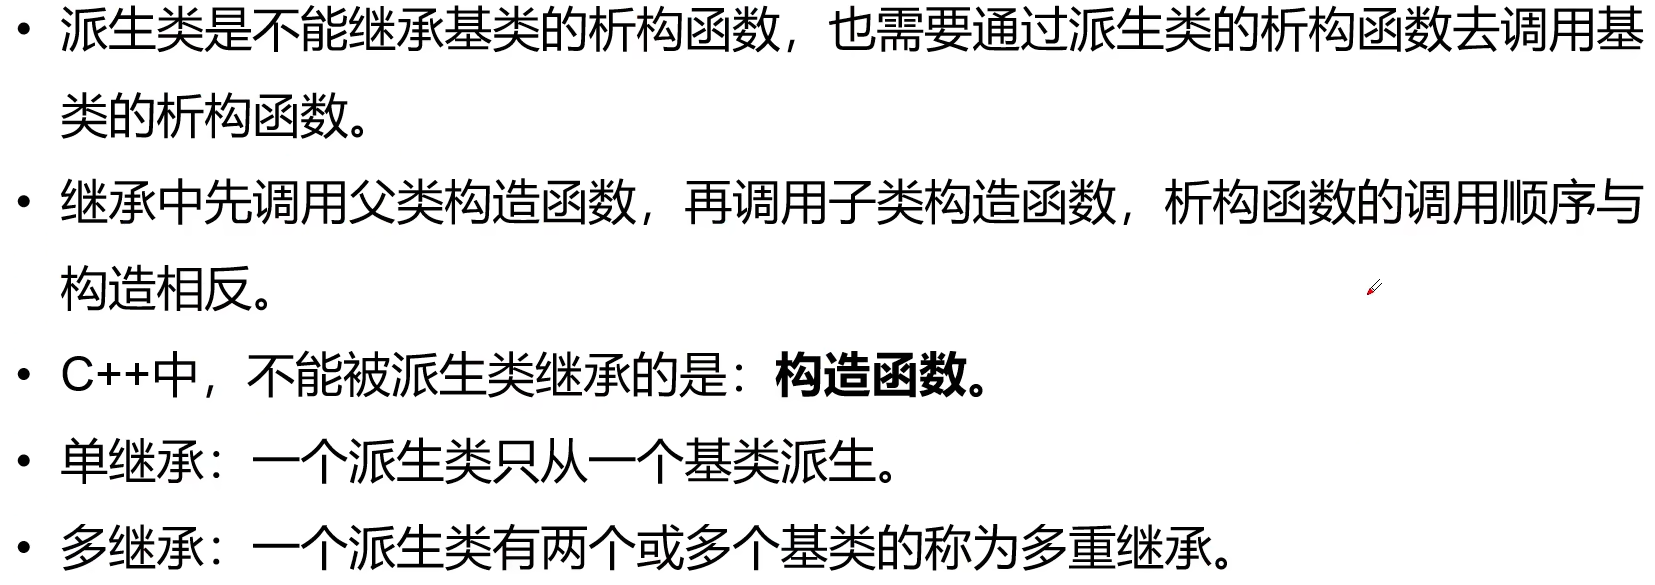 • 派生类是不能继承基类的析构函数，也需要通过派生类的析构函数去调用基
类的析构函数。
• 继承中先调用父类构造函数，再调用子类构造函数，析构函数的调用顺序与
构造相反。
• C++中，不能被派生类继承的是：构造函数。
• 单继承：一个派生类只从一个基类派生。
• 多继承：一个派生类有两个或多个基类的称为多重继承。